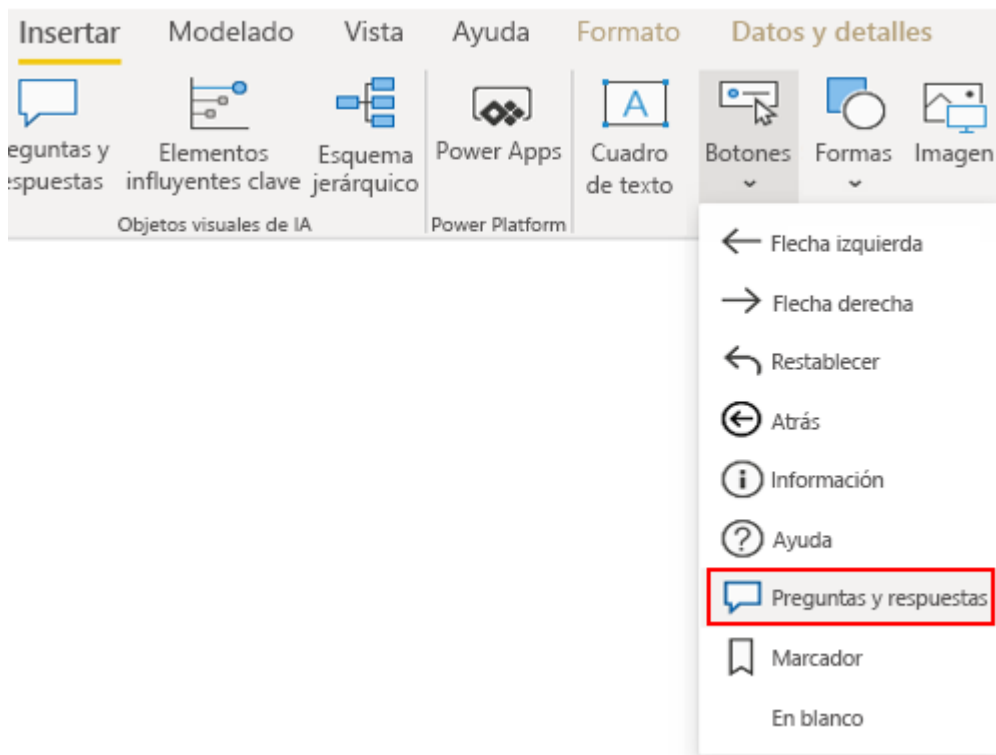 Insertar Modelado Vista Ayuda Formato Datos y detalles
eguntas y
espuestas
Elementos
influyentes clave
Esquema
jerárquico
Power Apps
Cuadro
de texto
Botones
Formas
Imagen
Objetos visuales de IA
Power Platform
Flecha izquierda
Flecha derecha
Restablecer
Atrás
Información
Ayuda
Preguntas y respuestas
Marcador
En blanco